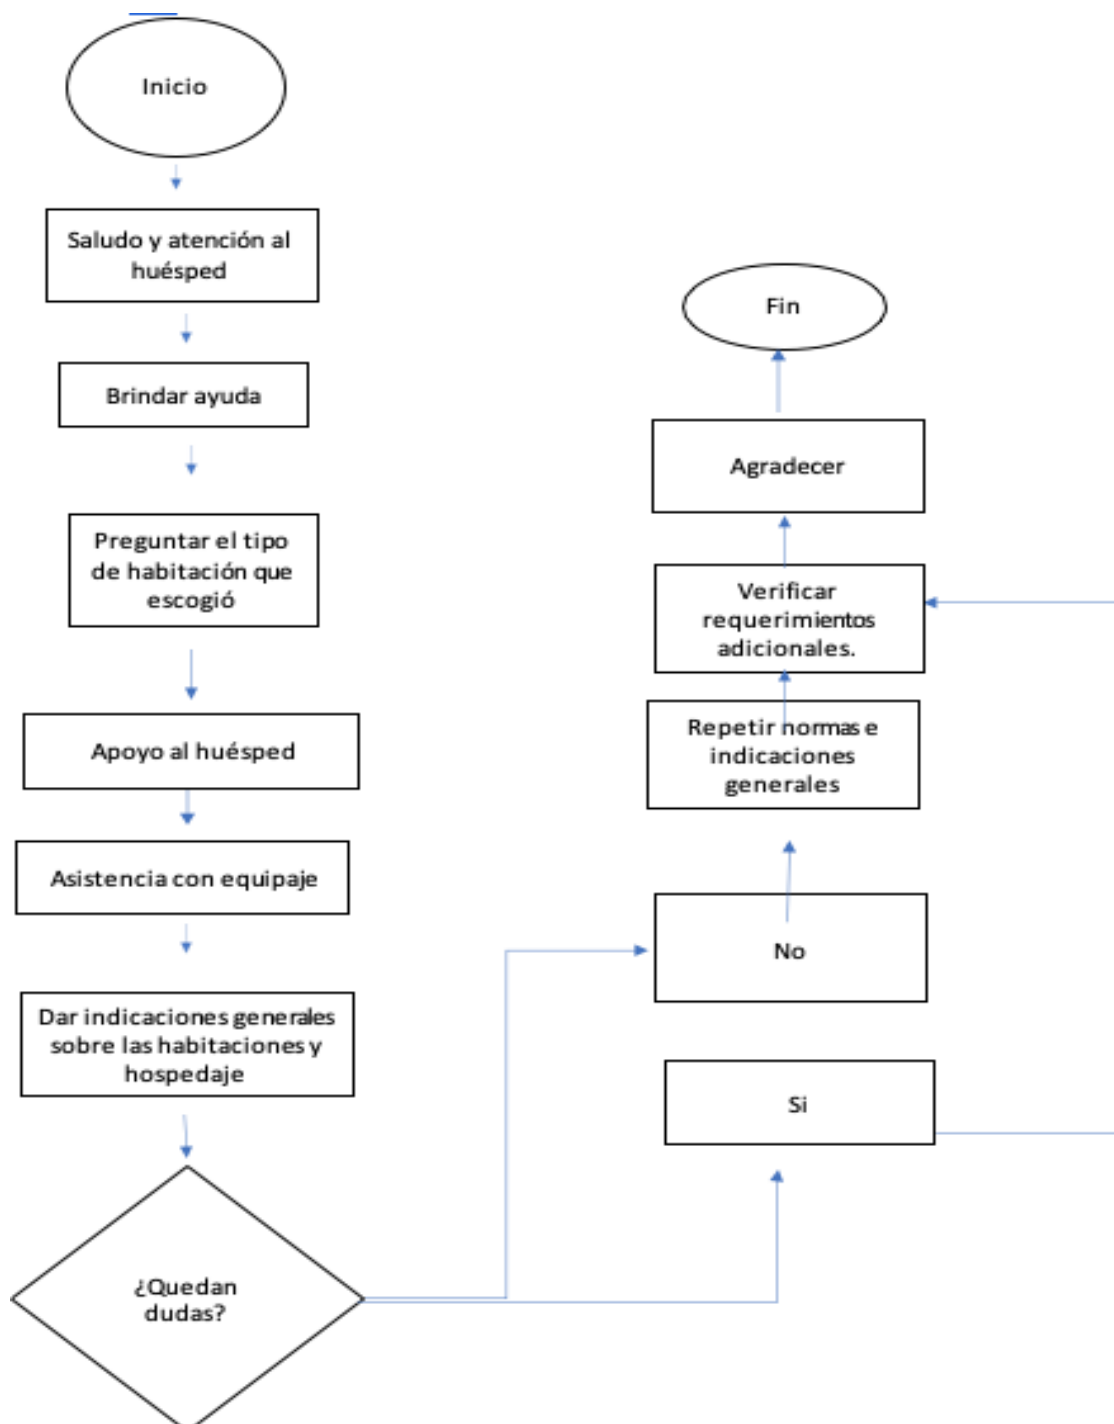 Inicio
Saludo y atención al
huésped
Brindar ayuda
Preguntar el tipo
de habitación que
escogió
Apoyo al huésped
Asistencia con equipaje
Dar indicaciones generales
sobre las habitaciones y
hospedaje
¿Quedan
dudas?
Fin
Agradecer
Verificar
requerimientos
adicionales.
Repetir normas e
indicaciones
generales
No
Si